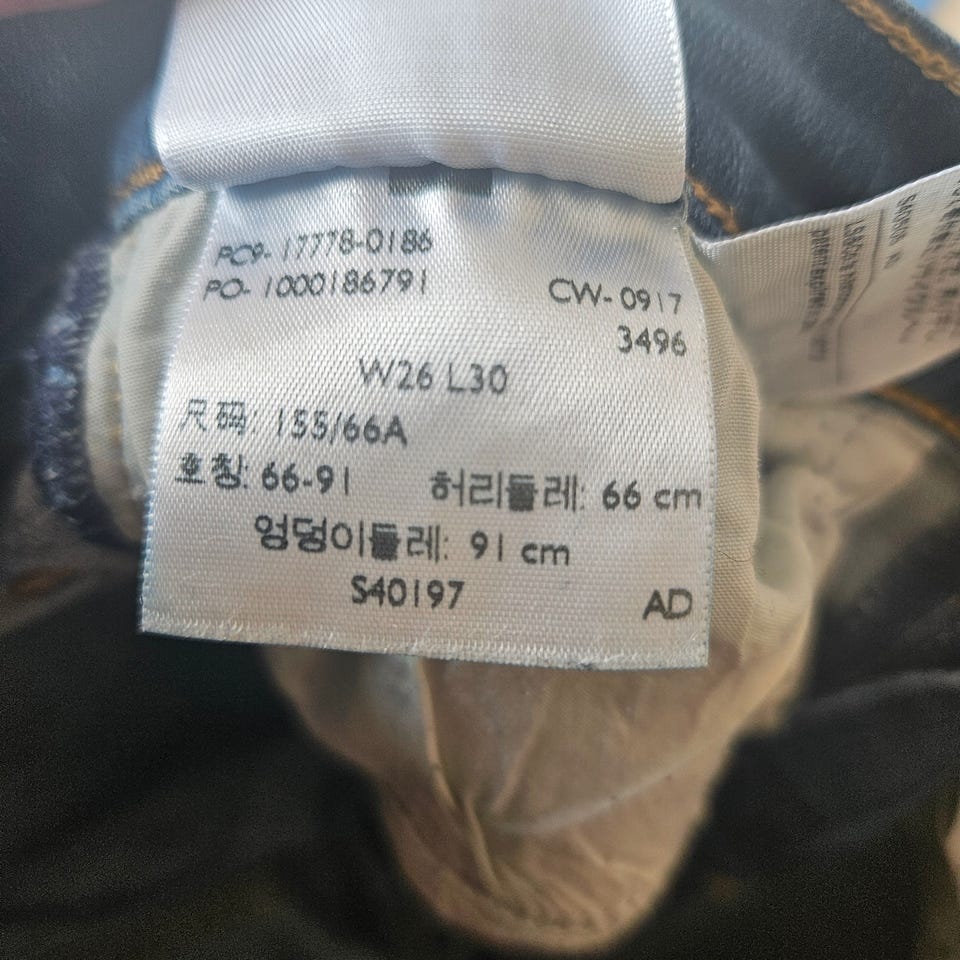 PC9- 17778-0186
PO- 1000186791
CW- 0917
3496
W26 L30
尺码: 155/66A
호칭: 66-91 허리둘레: 66 cm
엉덩이둘레: 91 cm
S40197
AD